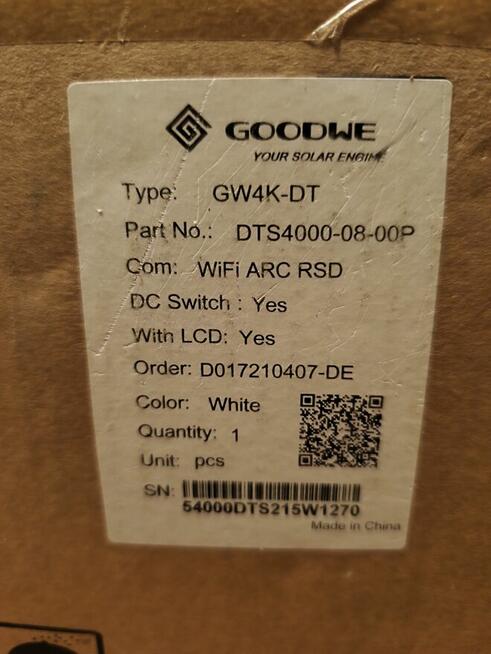 GOODWE
YOUR SOLAR ENGINE
Type: GW4K-DT
Part No.: DTS4000-08-00P
Com: WiFi ARC RSD
DC Switch : Yes
With LCD: Yes
Order: D017210407-DE
Color: White
Quantity: 1
Unit: pcs
SN:
54000DTS215W1270
Made in China